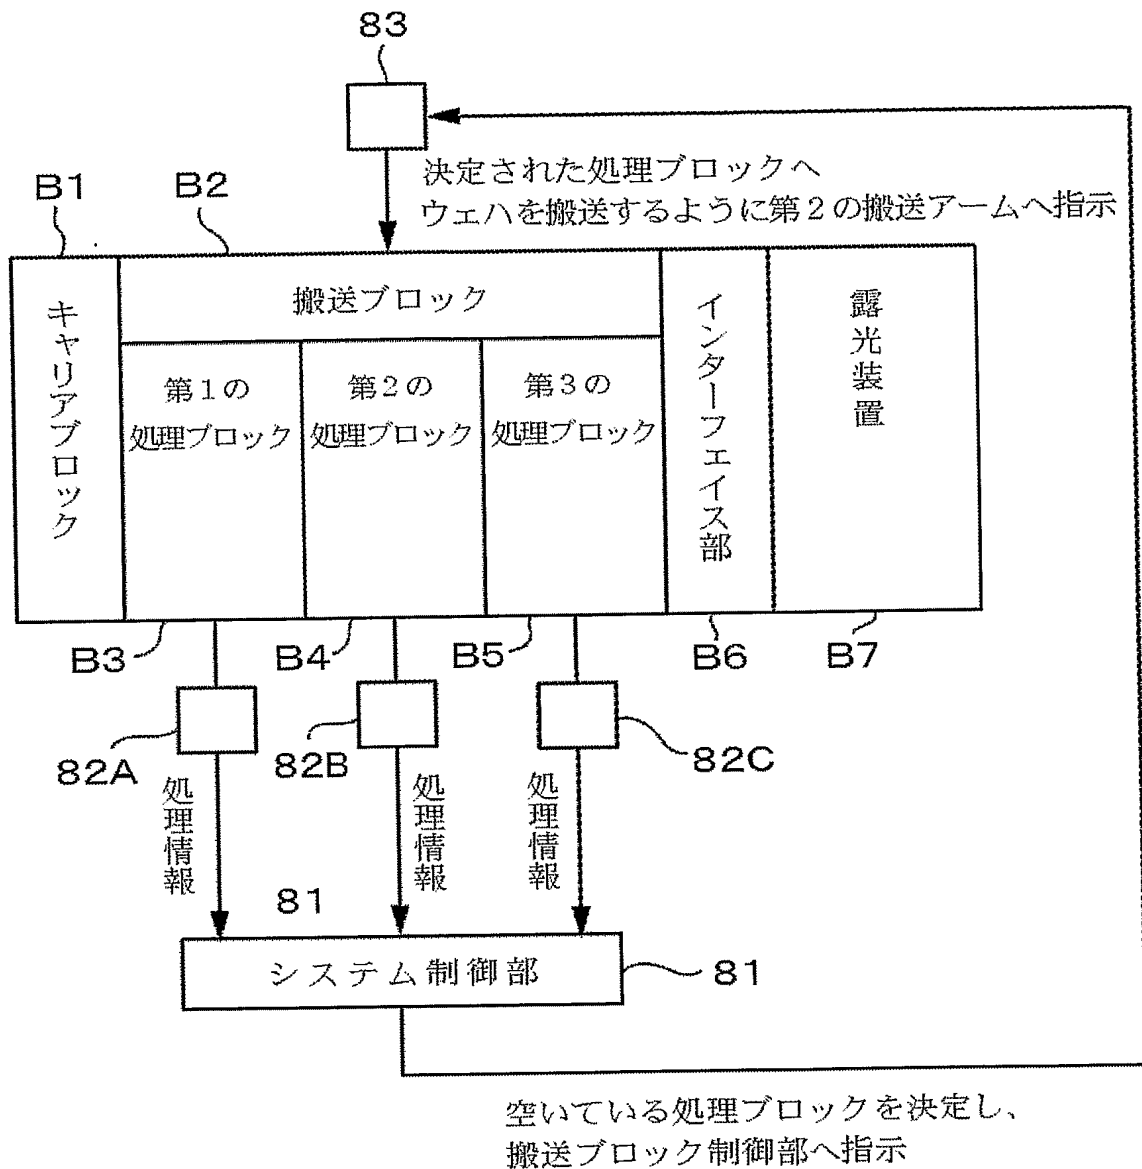 83
決定された処理ブロックへ
ウェハを搬送するように第2の搬送アームへ指示
B1
B2
キャリアブロック
搬送ブロック
インターフェイス部
露光装置
第1の
処理ブロック
第2の
処理ブロック
第3の
処理ブロック
B3
B4
B5
B6
B7
82A
82B
82C
処理情報
処理情報
処理情報
81
システム制御部
81
空いている処理ブロックを決定し、
搬送ブロック制御部へ指示